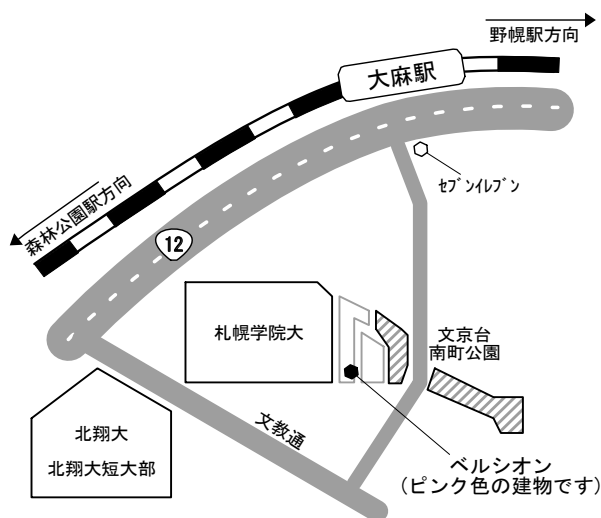 野幌駅方向
大麻駅
セブンイレブン
森林公園駅方向
12
札幌学院大
文京台
南町公園
文教通
北翔大
北翔大短大部
ベルシオン
(ピンク色の建物です)